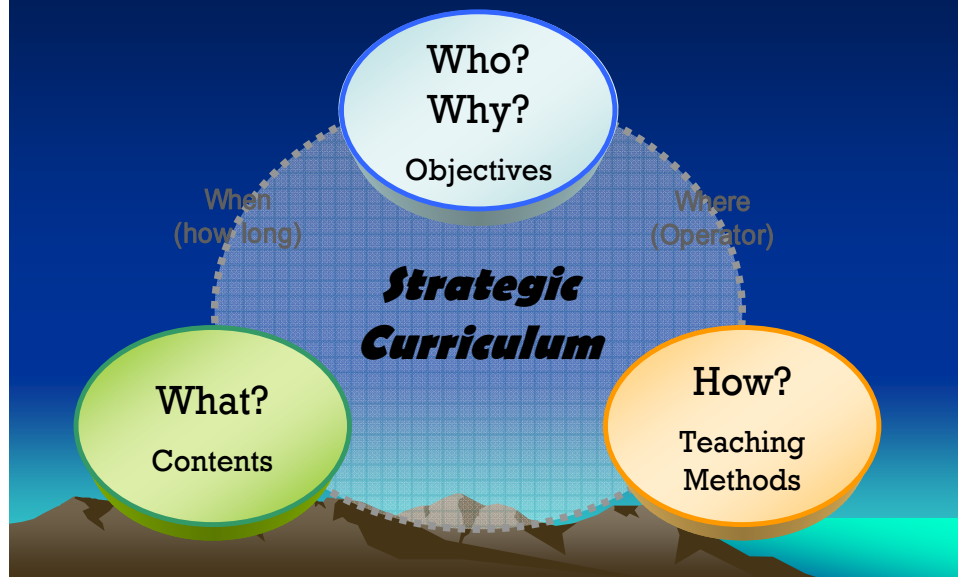 Who?
Why?
Objectives
When
(how long)
Where
(Operator)
Strategic
Curriculum
What?
Contents
How?
Teaching
Methods